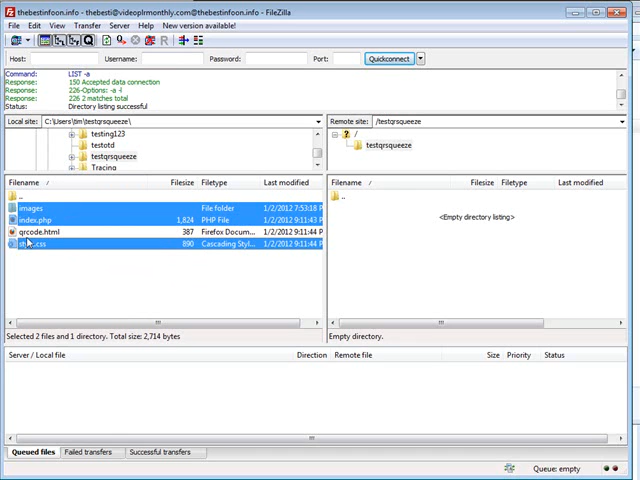 thebestinfoon.info - thebesti@videoplrmonthly.com@thebestinfoon.info - FileZilla
File Edit View Transfer Server Help New version available!
Host: Username: Password: Port: Quickconnect
Command: LIST -a
Response: 150 Accepted data connection
Response: 226-Options: -a -l
Response: 226 2 matches total
Status: Directory listing successful
Local site: C:\Users\tim\testqrsqueeze\
Remote site: /testqrsqueeze
testing123
testotd
testqrsqueeze
Tracing
/
testqrsqueeze
Filename / Filesize Filetype Last modified
Filename / Filesize Filetype Last modified
..
images File folder 1/2/2012 7:53:18 P
index.php 1,824 PHP File 1/2/2012 9:11:43 P
qrcode.html 387 Firefox Docum... 1/2/2012 9:11:44 P
890 Cascading Styl... 1/2/2012 9:11:44 P
..
<Empty directory listing>
Selected 2 files and 1 directory. Total size: 2,714 bytes
Empty directory.
Server / Local file Direction Remote file Size Priority Status
Queued files Failed transfers Successful transfers
Queue: empty